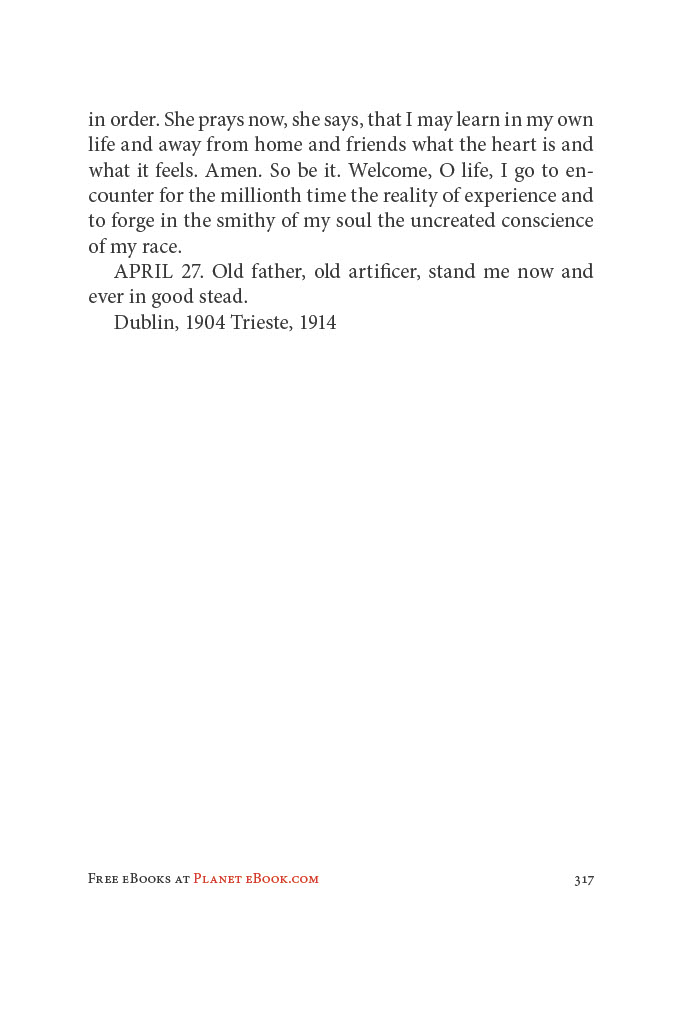 in order. She prays now, she says, that I may learn in my own
life and away from home and friends what the heart is and
what it feels. Amen. So be it. Welcome, O life, I go to en-
counter for the millionth time the reality of experience and
to forge in the smithy of my soul the uncreated conscience
of my race.
APRIL 27. Old father, old artificer, stand me now and
ever in good stead.
Dublin, 1904 Trieste, 1914
Free eBooks at Planet eBook.com 317